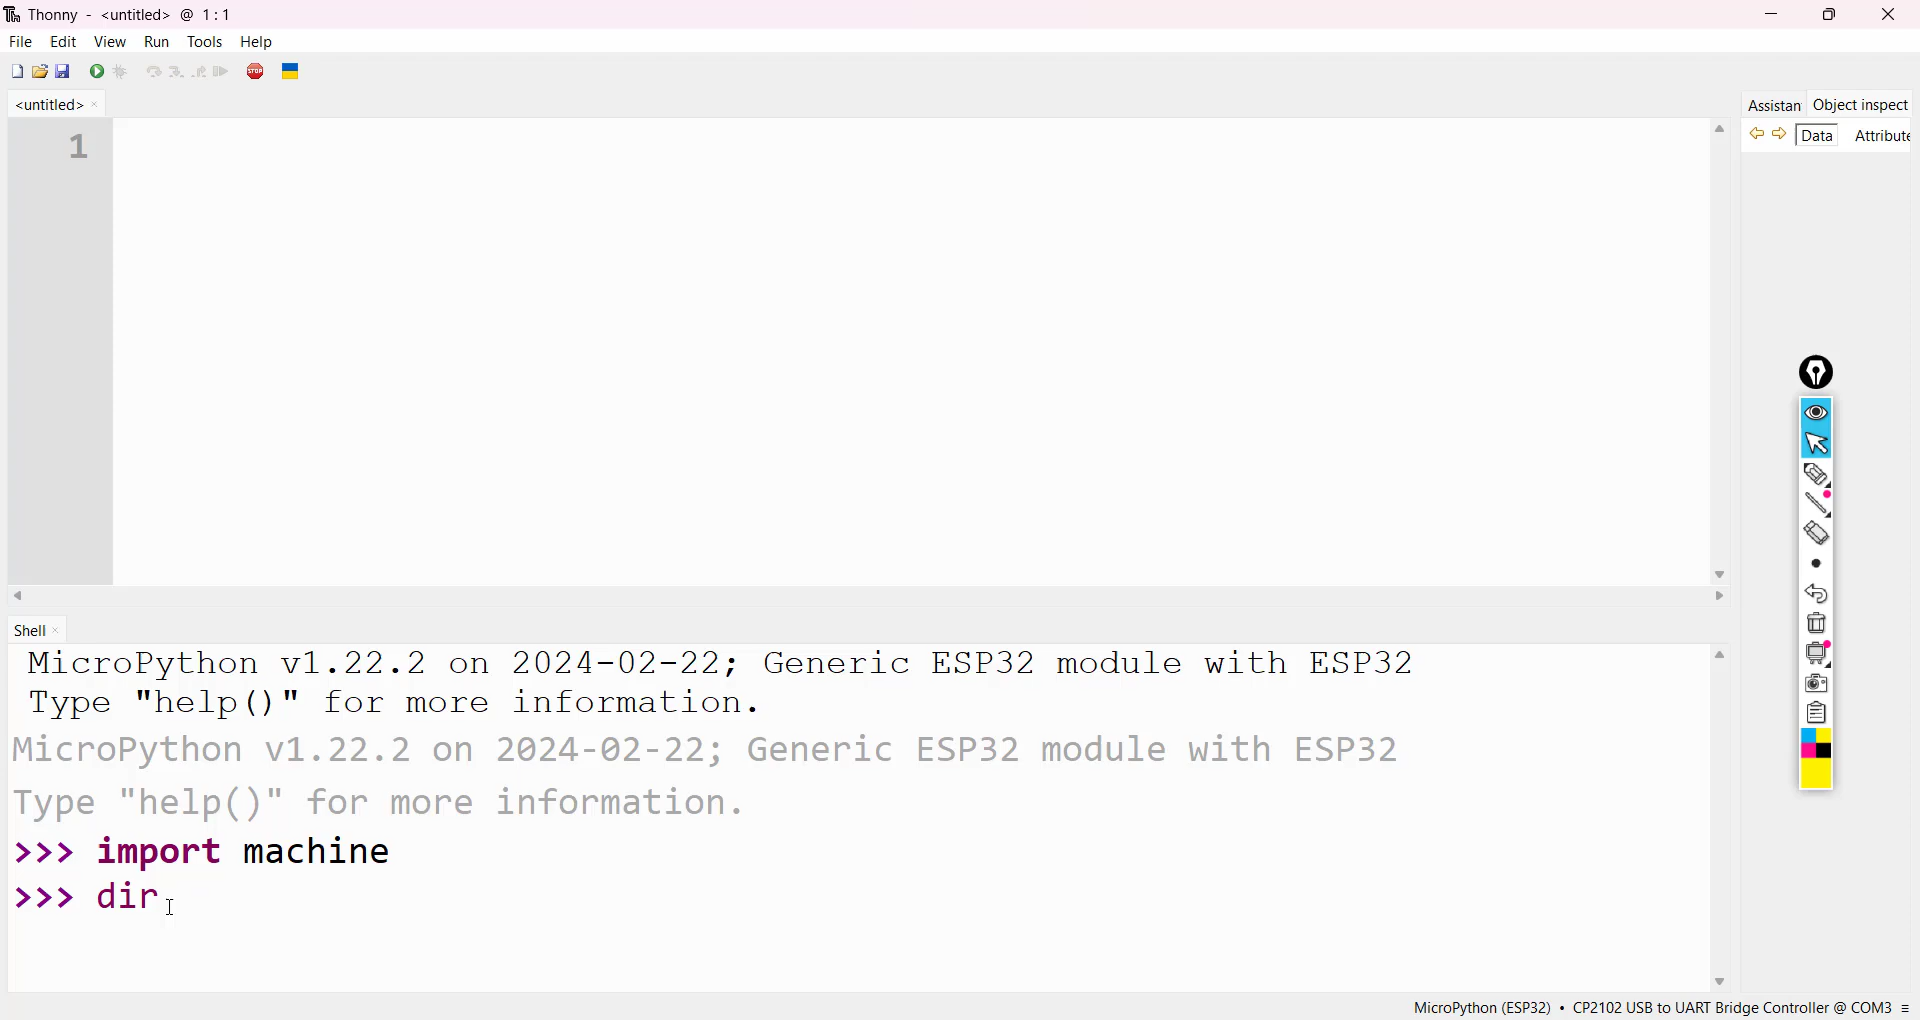 Thonny - <untitled> @ 1:1
File Edit View Run Tools Help
STOP
<untitled> ×
Assistan Object inspect
Data Attribute
1
Shell ×
MicroPython v1.22.2 on 2024-02-22; Generic ESP32 module with ESP32
Type "help()" for more information.
MicroPython v1.22.2 on 2024-02-22; Generic ESP32 module with ESP32
Type "help()" for more information.
>>> import machine
>>> dir
MicroPython (ESP32) • CP2102 USB to UART Bridge Controller @ COM3 ≡